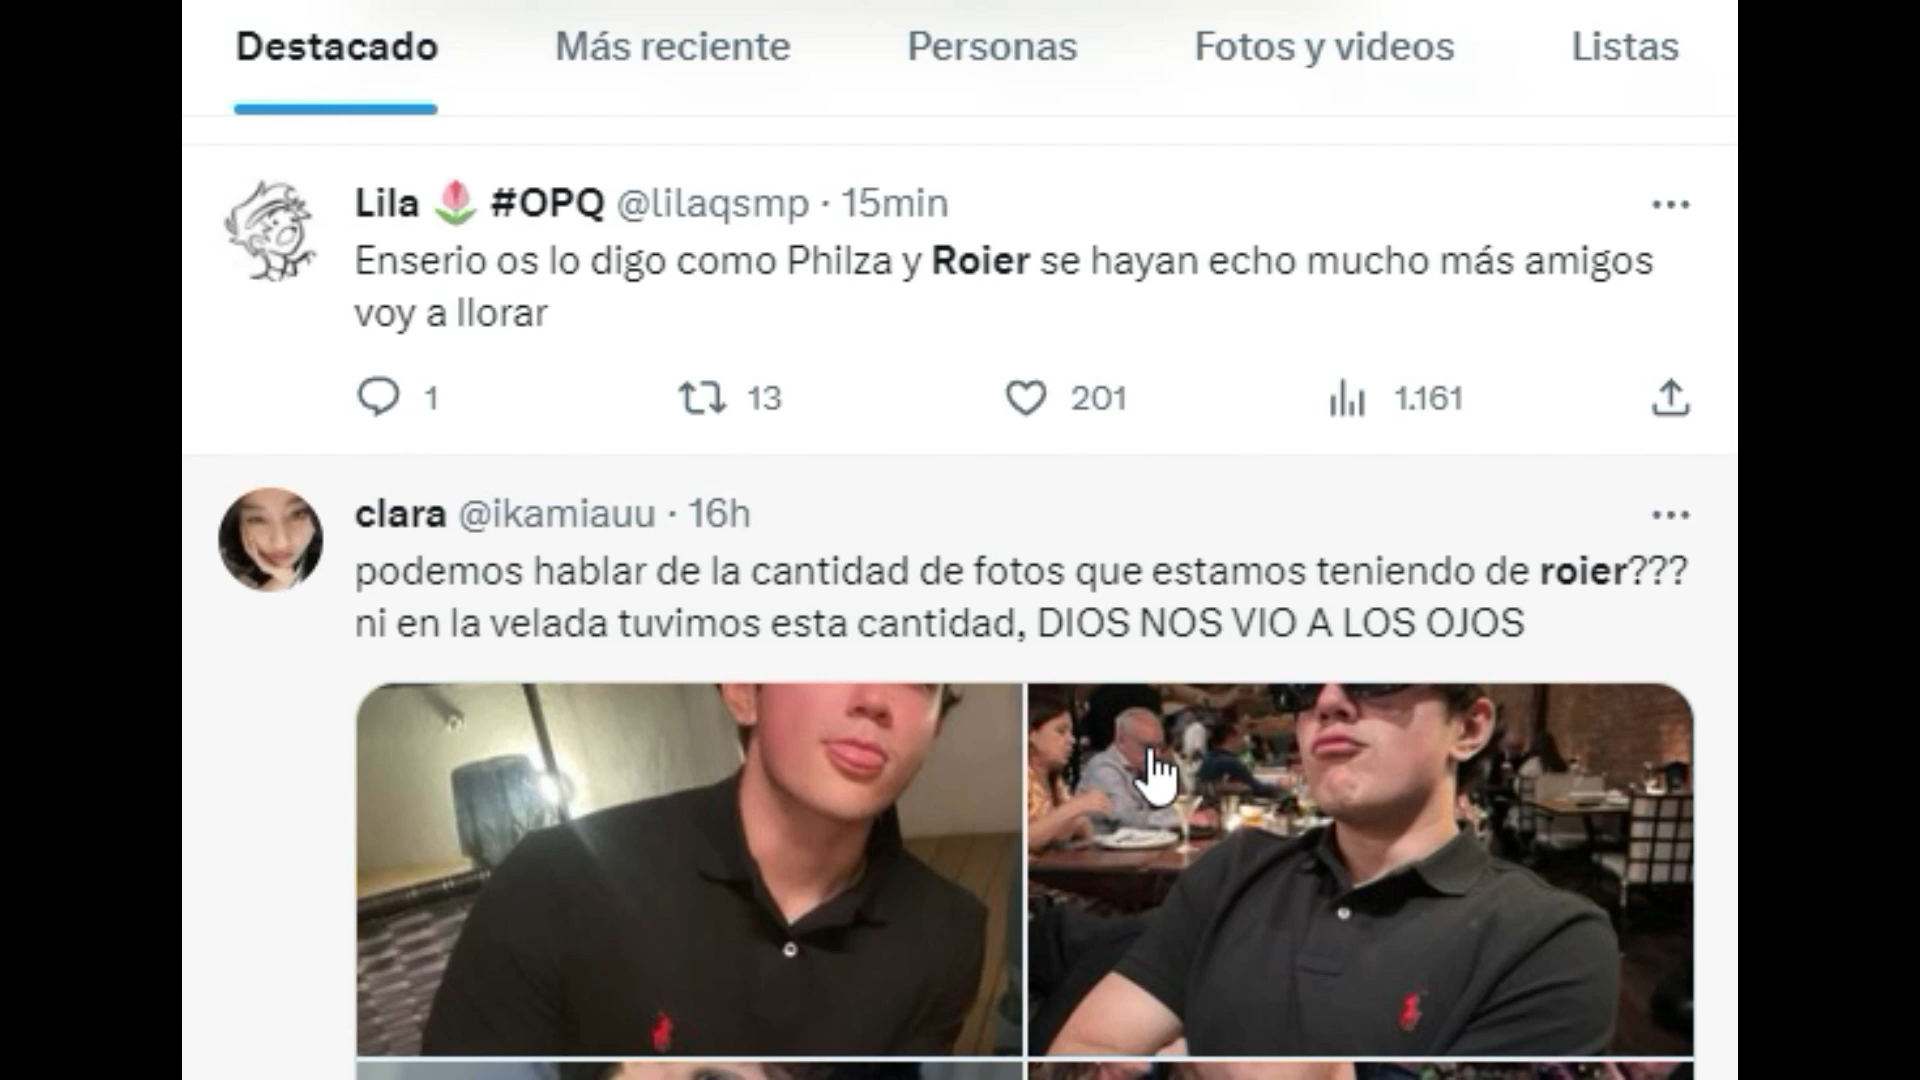 Destacado Más reciente Personas Fotos y videos Listas
Lila 🌷 #OPQ @lilaqsmp · 15min
Enserio os lo digo como Philza y Roier se hayan echo mucho más amigos
voy a llorar
1 13 201 1.161
clara @ikamiauu · 16h
podemos hablar de la cantidad de fotos que estamos teniendo de roier???
ni en la velada tuvimos esta cantidad, DIOS NOS VIO A LOS OJOS